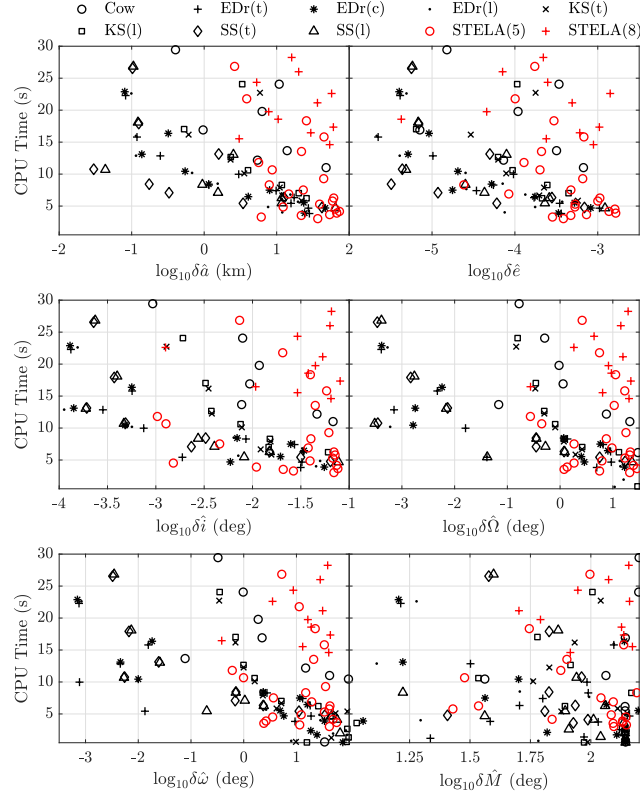 Cow EDr(t) EDr(c) EDr(l) KS(t)
KS(l) SS(t) SS(l) STELA(5) STELA(8)
30
25
20
15
10
5
CPU Time (s)
-2 -1 0 1 2
-5 -4 -3
log₁₀δâ (km) log₁₀δê
30
25
20
15
10
5
CPU Time (s)
-4 -3.5 -3 -2.5 -2 -1.5 -1
-3 -2 -1 0 1
log₁₀δî (deg) log₁₀δΩ̂ (deg)
30
25
20
15
10
5
CPU Time (s)
-3 -2 -1 0 1 2
1.25 1.5 1.75 2
log₁₀δω̂ (deg) log₁₀δM̂ (deg)